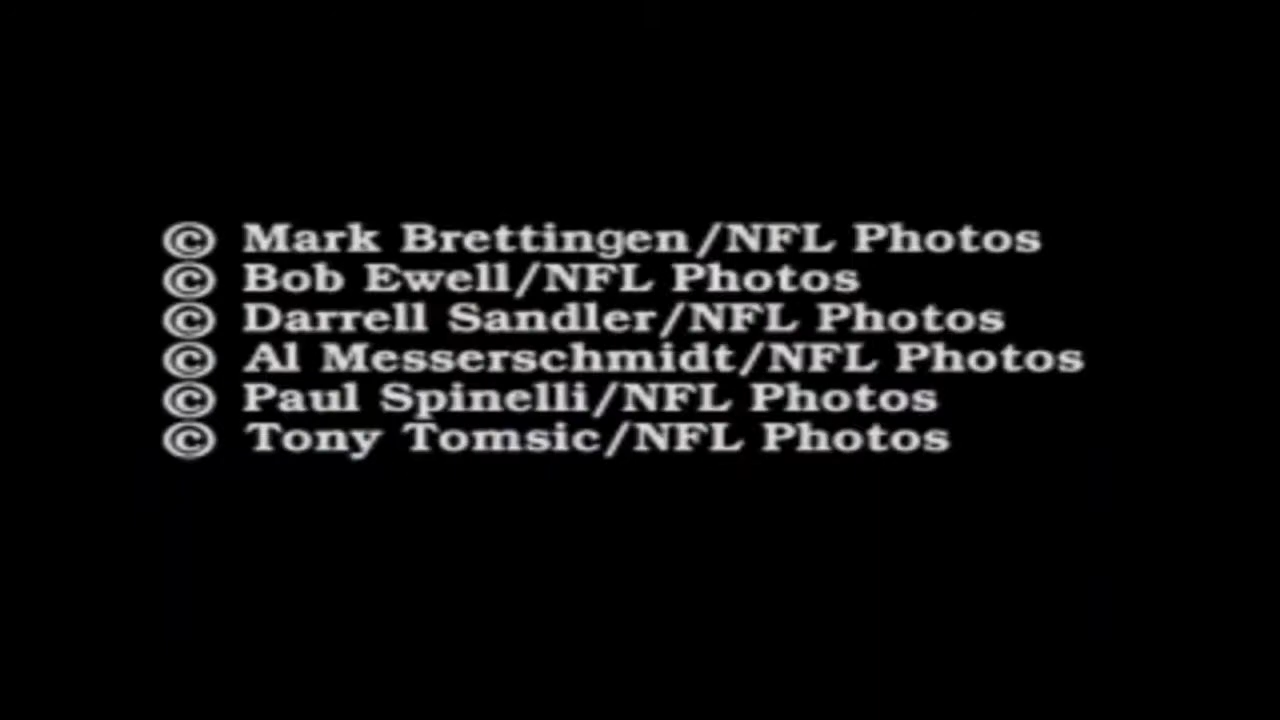 © Mark Brettingen/NFL Photos
© Bob Ewell/NFL Photos
© Darrell Sandler/NFL Photos
© Al Messerschmidt/NFL Photos
© Paul Spinelli/NFL Photos
© Tony Tomsic/NFL Photos